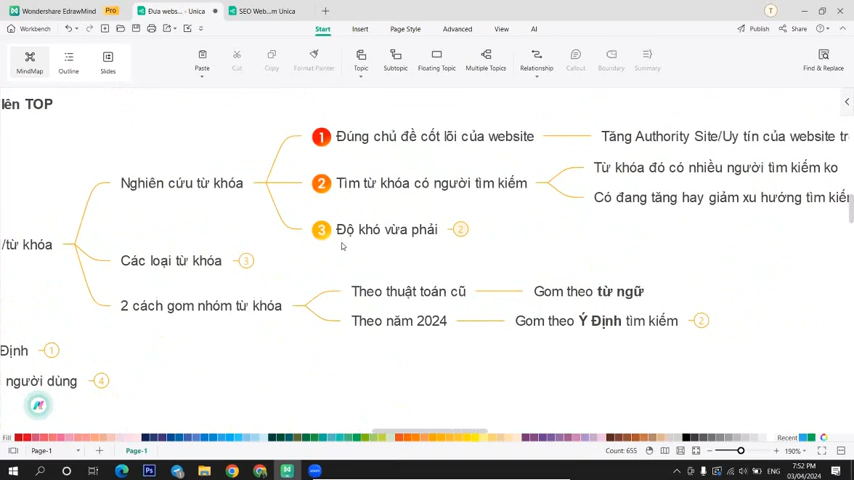 Wondershare EdrawMind Pro
Đưa webs... - Unica
SEO Web...m Unica
T
Workbench
Start Insert Page Style Advanced View AI
Publish Share
MindMap Outline Slides
Paste Cut Copy Format Painter Topic Subtopic Floating Topic Multiple Topics Relationship Callout Boundary Summary Find & Replace
lên TOP
1 Đúng chủ đề cốt lõi của website
Tăng Authority Site/Uy tín của website tr
Từ khóa đó có nhiều người tìm kiếm ko
Nghiên cứu từ khóa
2 Tìm từ khóa có người tìm kiếm
Có đang tăng hay giảm xu hướng tìm kiến
3 Độ khó vừa phải 2
/từ khóa
Các loại từ khóa 3
Theo thuật toán cũ
Gom theo từ ngữ
2 cách gom nhóm từ khóa
Theo năm 2024
Gom theo Ý Định tìm kiếm 2
Định 1
người dùng 4
Fill
Recent
Page-1
Page-1
Count: 655
190%
ENG
7:52 PM
03/04/2024